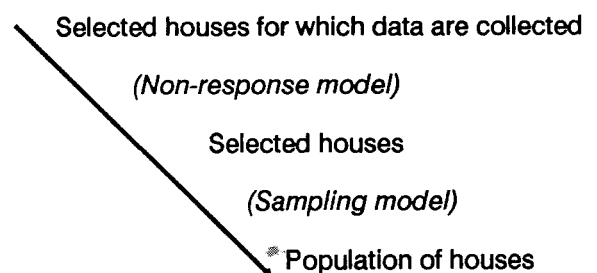 Selected houses for which data are collected
(Non-response model)
Selected houses
(Sampling model)
Population of houses